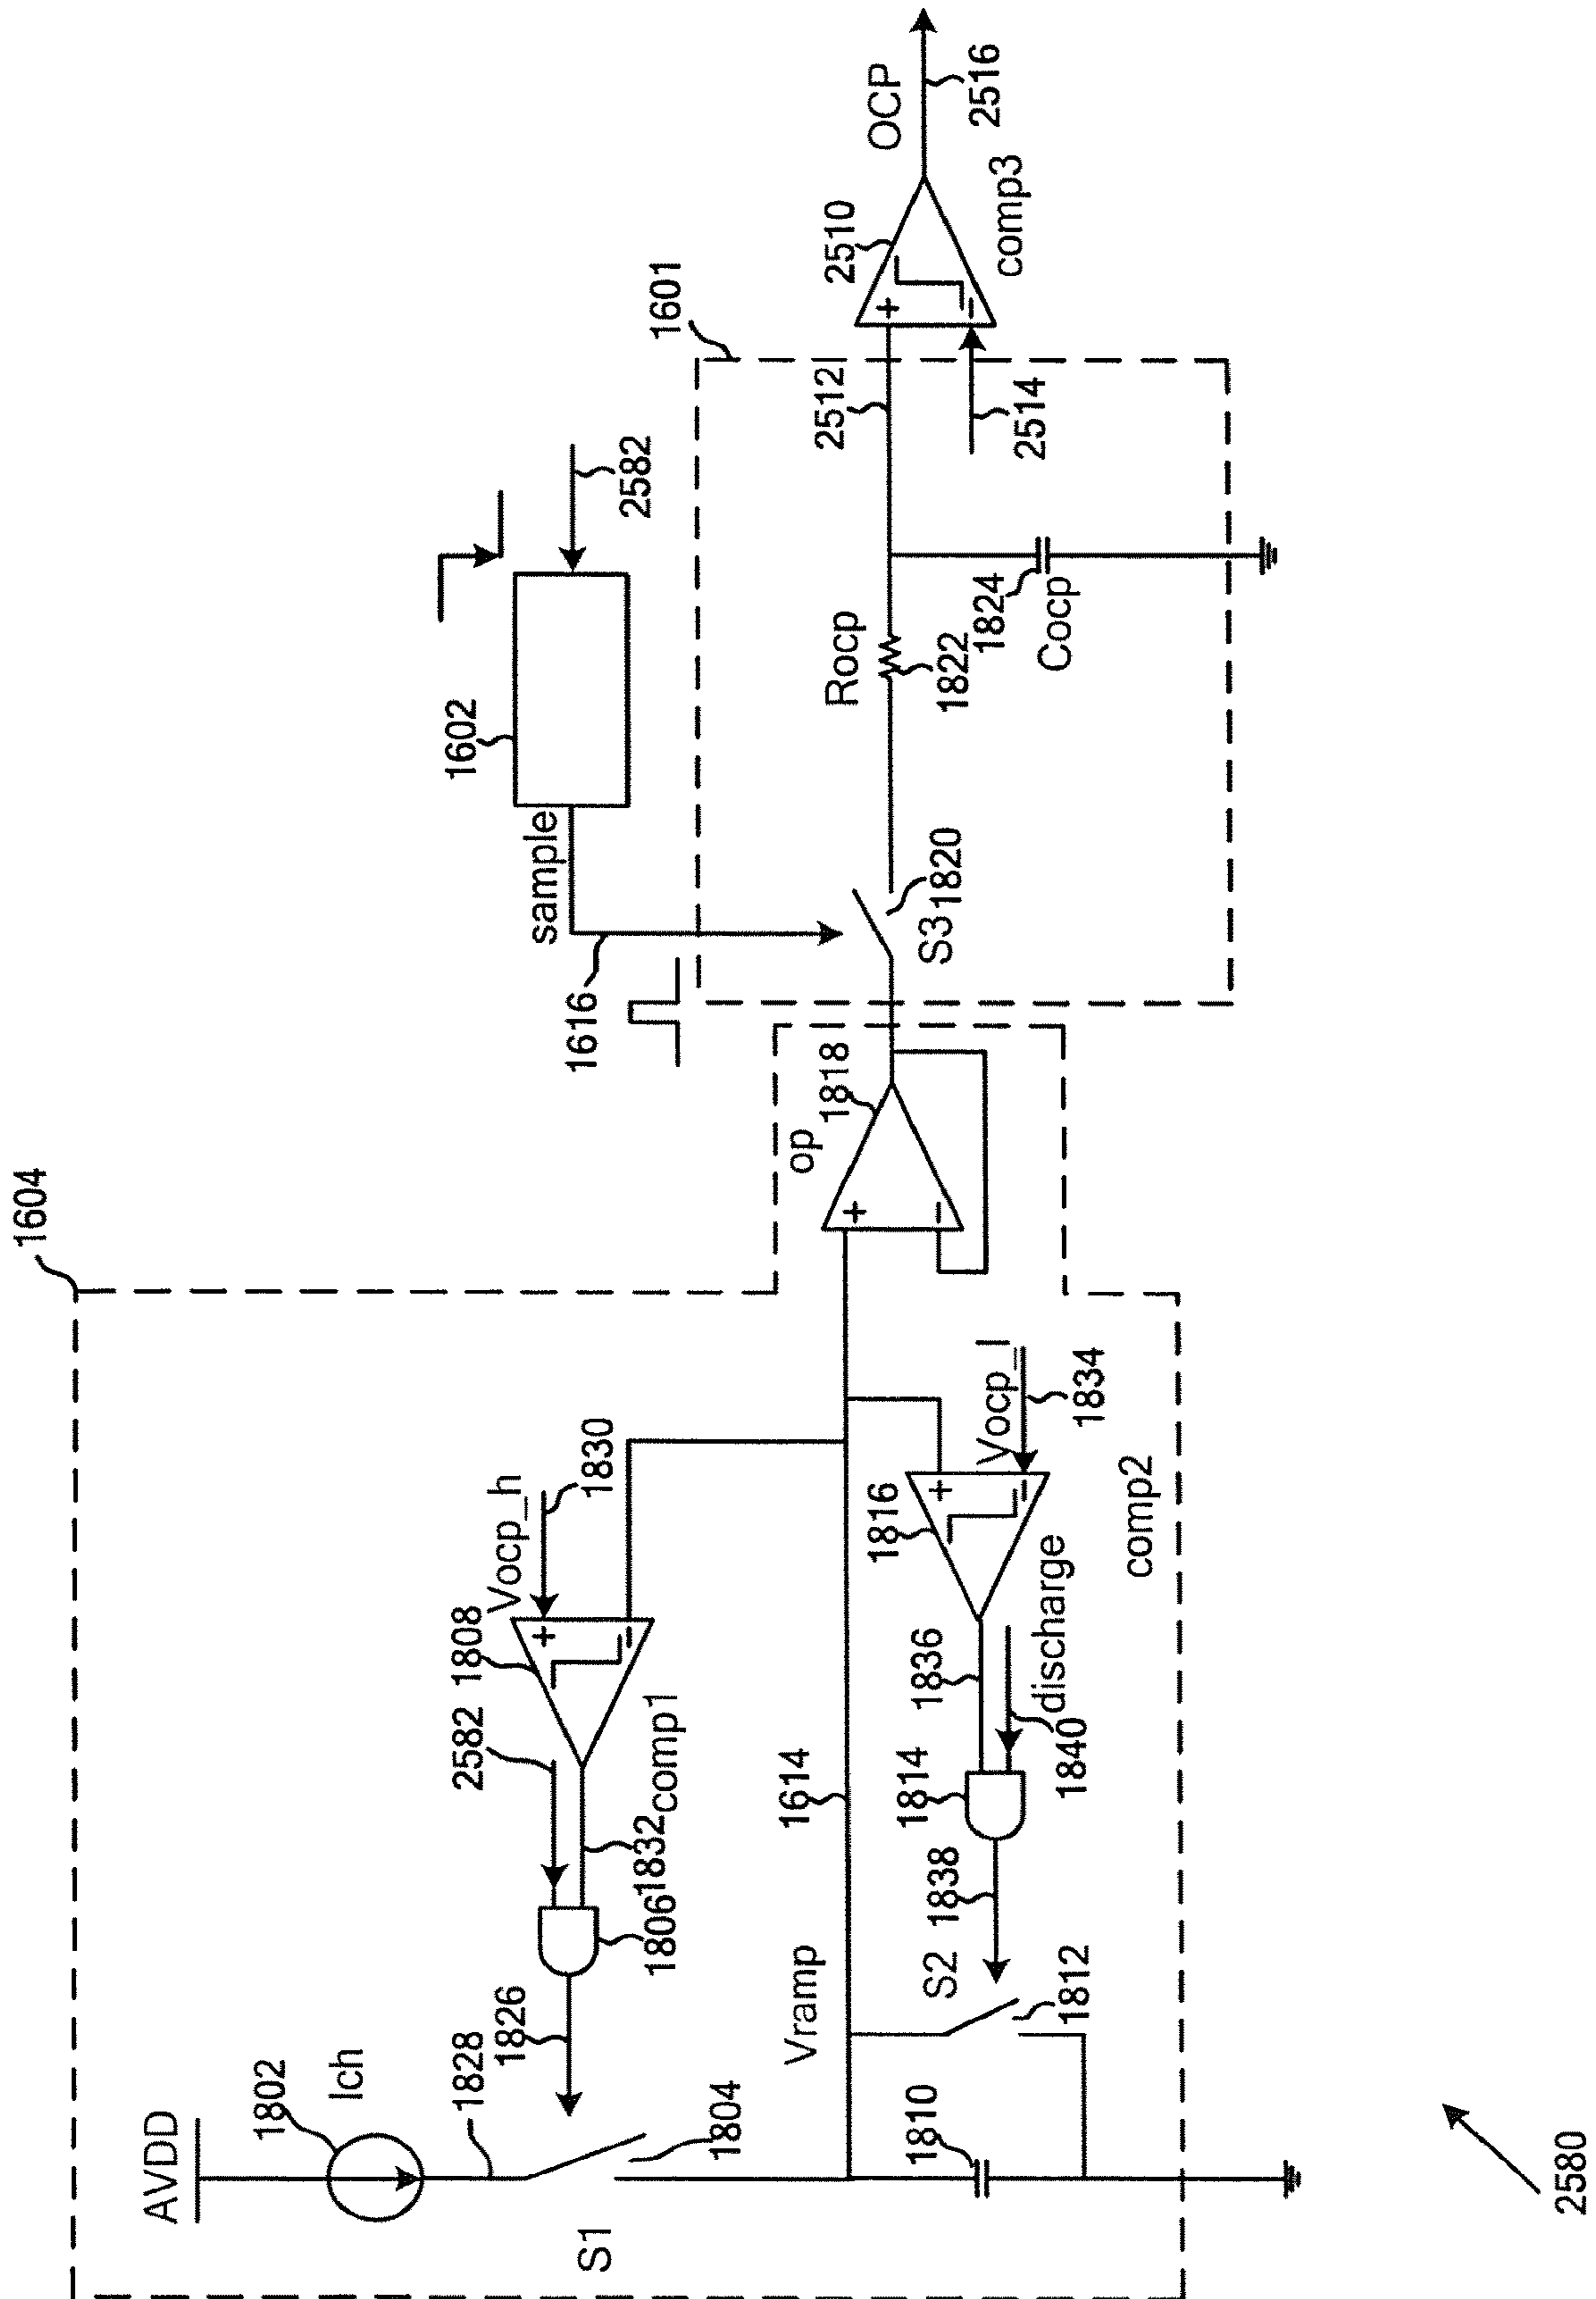 1604
AVDD
1802
Ich
1828
S1
1804
1826
1806
1832
2582
comp1
1808
Vocp_h
1830
Vramp
1614
1810
S2
1812
1838
1814
1836
1840
discharge
1816
Vocp_l
1834
comp2
op
1818
1616
sample
1602
2582
1601
S3
1820
Rocp
1822
1824
Cocp
2512
2514
2510
comp3
OCP
2516
2580
+
−
+
−
+
−
+
−